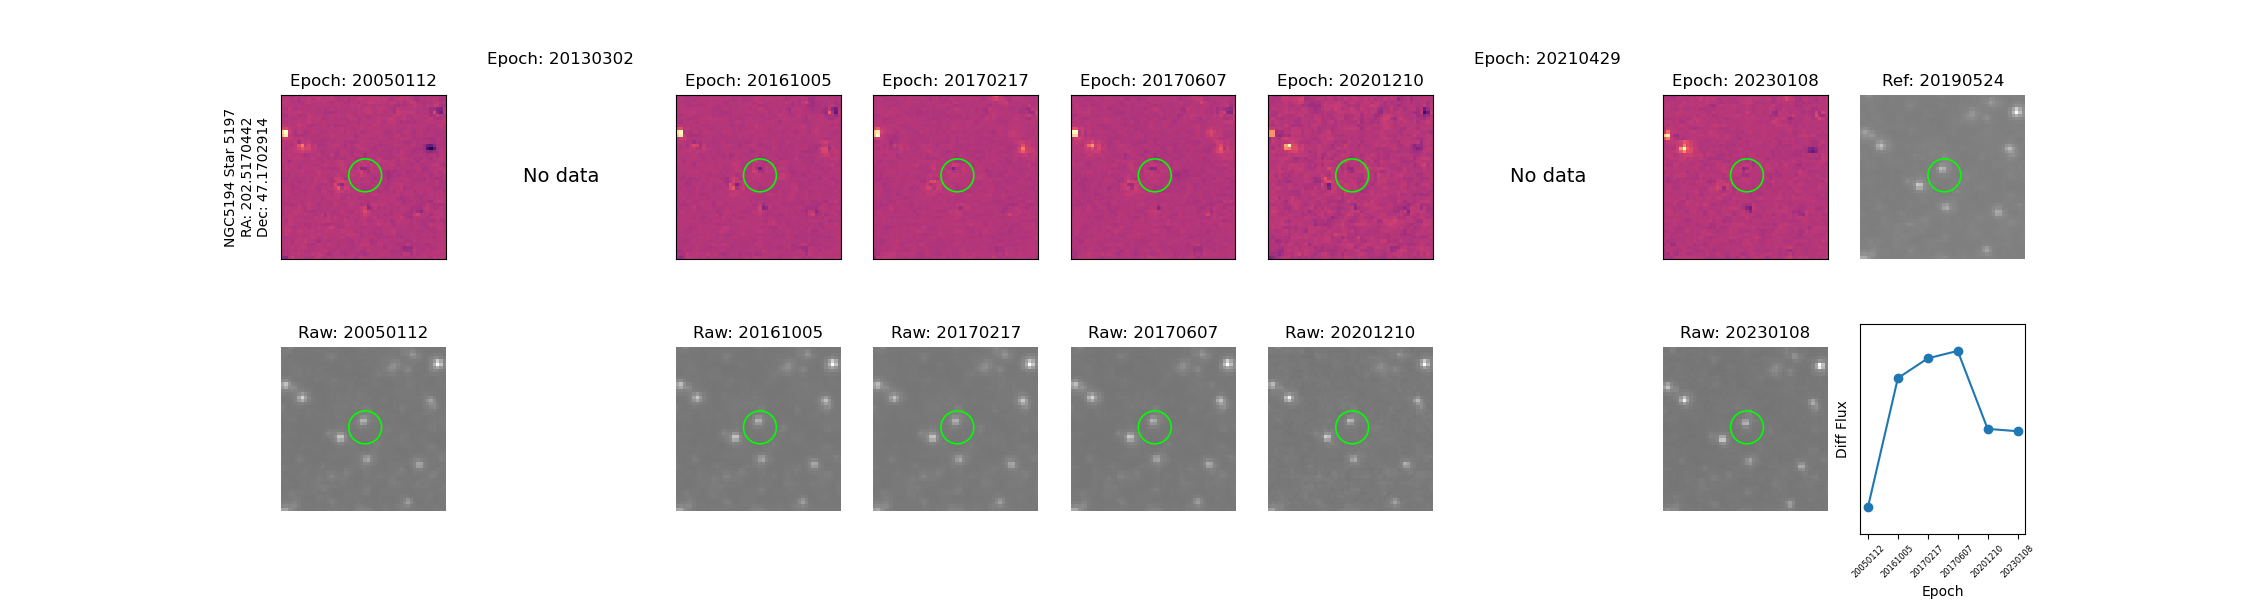 Epoch: 20130302
Epoch: 20210429
Epoch: 20050112
Epoch: 20161005
Epoch: 20170217
Epoch: 20170607
Epoch: 20201210
Epoch: 20230108
Ref: 20190524
NGC5194 Star 5197
RA: 202.5170442
Dec: 47.1702914
No data
No data
Raw: 20050112
Raw: 20161005
Raw: 20170217
Raw: 20170607
Raw: 20201210
Raw: 20230108
Diff Flux
20050112
20161005
20170217
20170607
20201210
20230108
Epoch